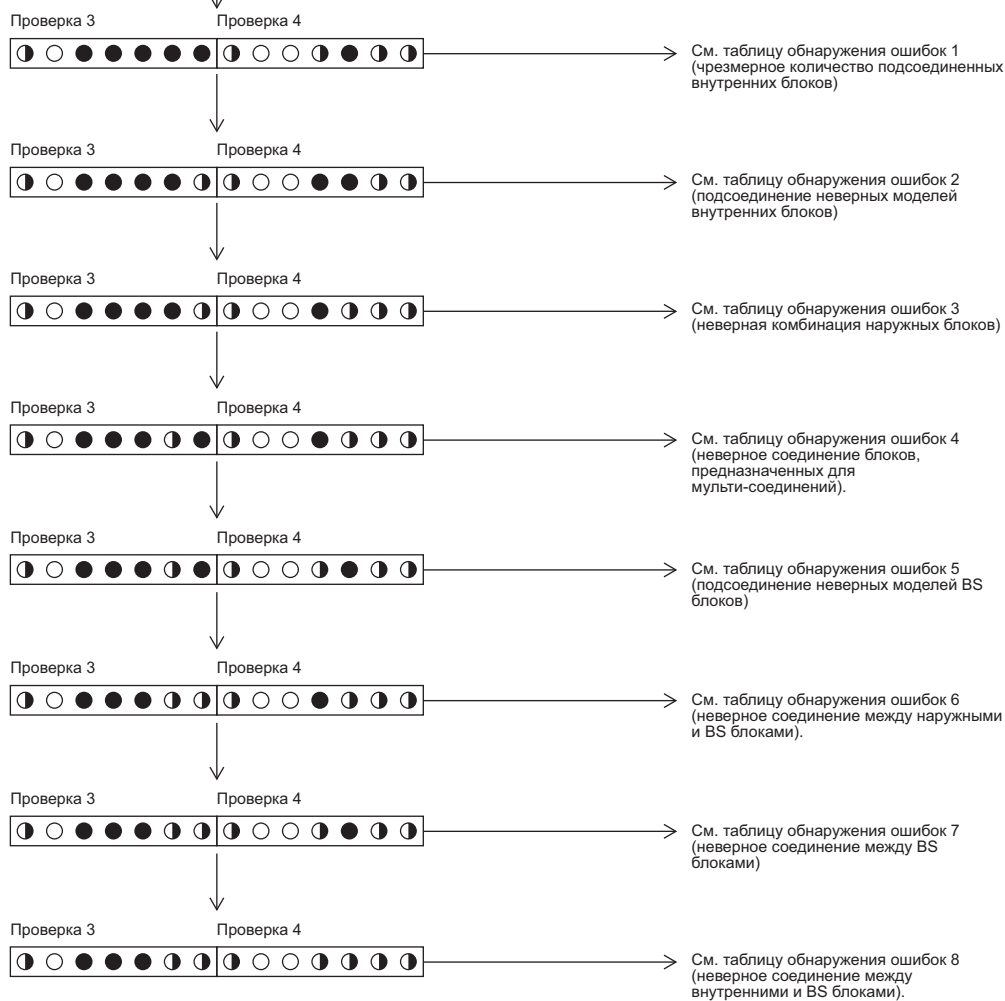 Проверка 3 Проверка 4
См. таблицу обнаружения ошибок 1
(чрезмерное количество подсоединенных
внутренних блоков)
Проверка 3 Проверка 4
См. таблицу обнаружения ошибок 2
(подсоединение неверных моделей
внутренних блоков)
Проверка 3 Проверка 4
См. таблицу обнаружения ошибок 3
(неверная комбинация наружных блоков)
Проверка 3 Проверка 4
См. таблицу обнаружения ошибок 4
(неверное соединение блоков,
предназначенных для
мульти-соединений).
Проверка 3 Проверка 4
См. таблицу обнаружения ошибок 5
(подсоединение неверных моделей BS
блоков)
Проверка 3 Проверка 4
См. таблицу обнаружения ошибок 6
(неверное соединение между наружными
и BS блоками).
Проверка 3 Проверка 4
См. таблицу обнаружения ошибок 7
(неверное соединение между BS
блоками)
Проверка 3 Проверка 4
См. таблицу обнаружения ошибок 8
(неверное соединение между
внутренними и BS блоками).